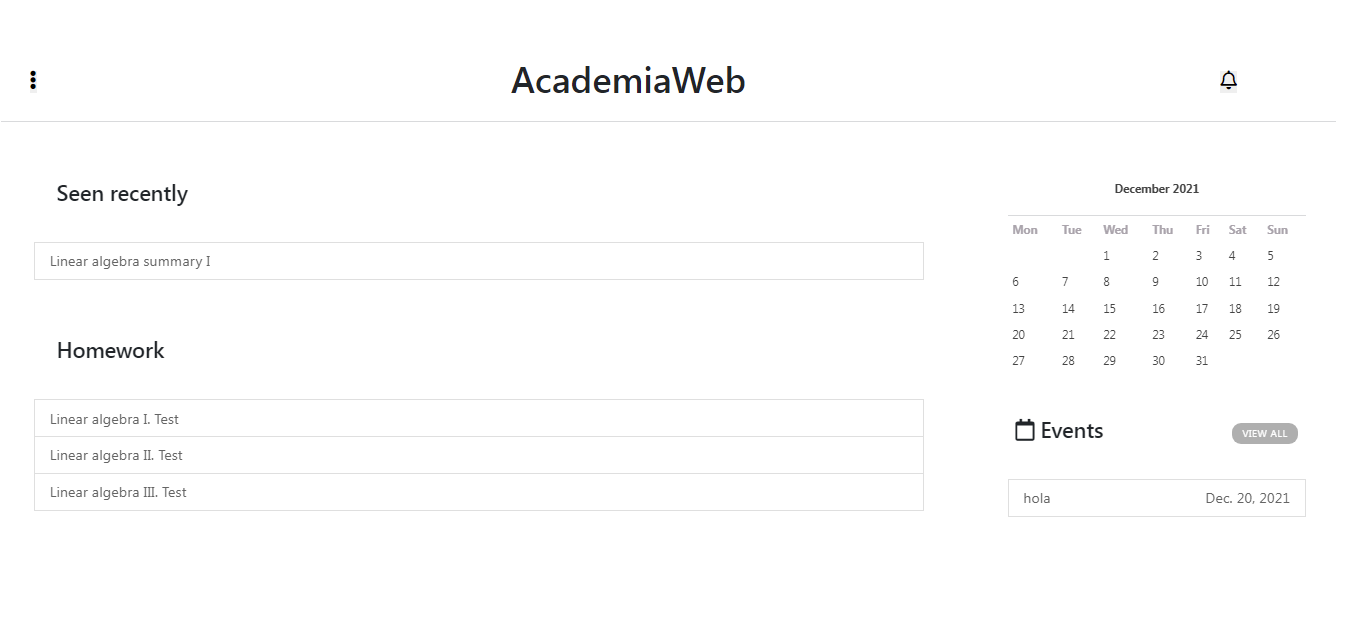 AcademiaWeb
Seen recently
Linear algebra summary I
Homework
Linear algebra I. Test
Linear algebra II. Test
Linear algebra III. Test
December 2021
Mon Tue Wed Thu Fri Sat Sun
1 2 3 4 5
6 7 8 9 10 11 12
13 14 15 16 17 18 19
20 21 22 23 24 25 26
27 28 29 30 31
Events VIEW ALL
hola Dec. 20, 2021